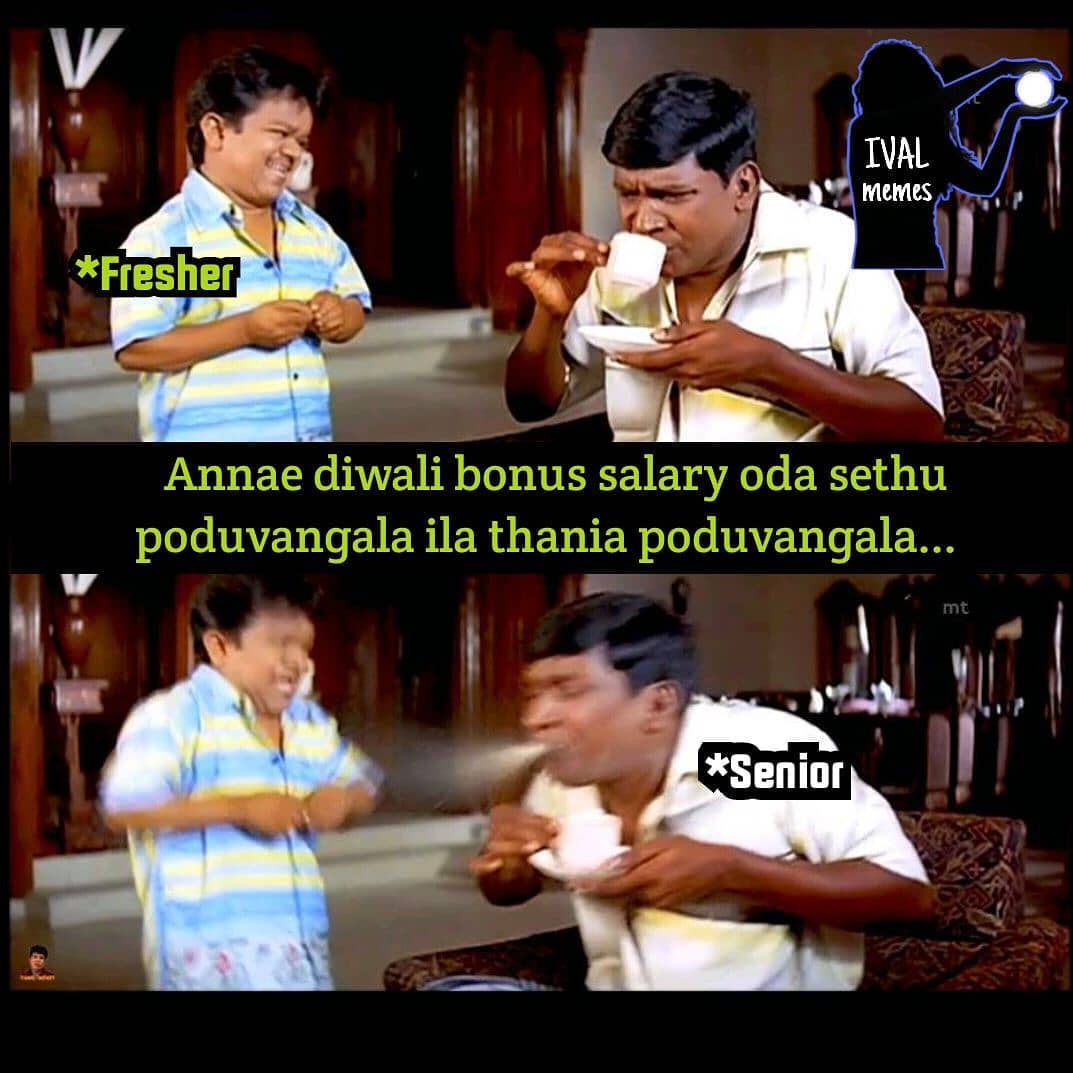 IVAL
memes
*Fresher
Annae diwali bonus salary oda sethu
poduvangala ila thania poduvangala...
mt
*Senior